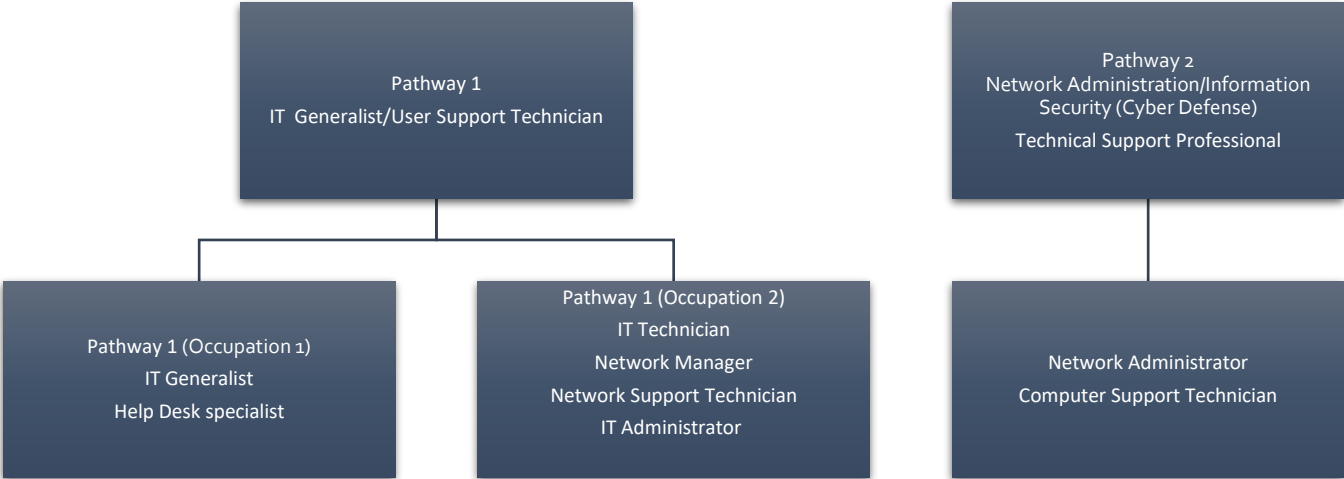 Pathway 1
IT Generalist/User Support Technician
Pathway 2
Network Administration/Information
Security (Cyber Defense)
Technical Support Professional
Pathway 1 (Occupation 1)
IT Generalist
Help Desk specialist
Pathway 1 (Occupation 2)
IT Technician
Network Manager
Network Support Technician
IT Administrator
Network Administrator
Computer Support Technician